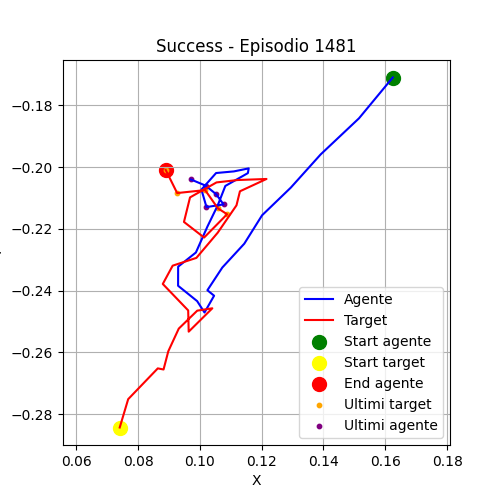 Success - Episodio 1481
−0.18
−0.20
−0.22
−0.24
−0.26
−0.28
0.06
0.08
0.10
0.12
0.14
0.16
0.18
X
Agente
Target
Start agente
Start target
End agente
Ultimi target
Ultimi agente